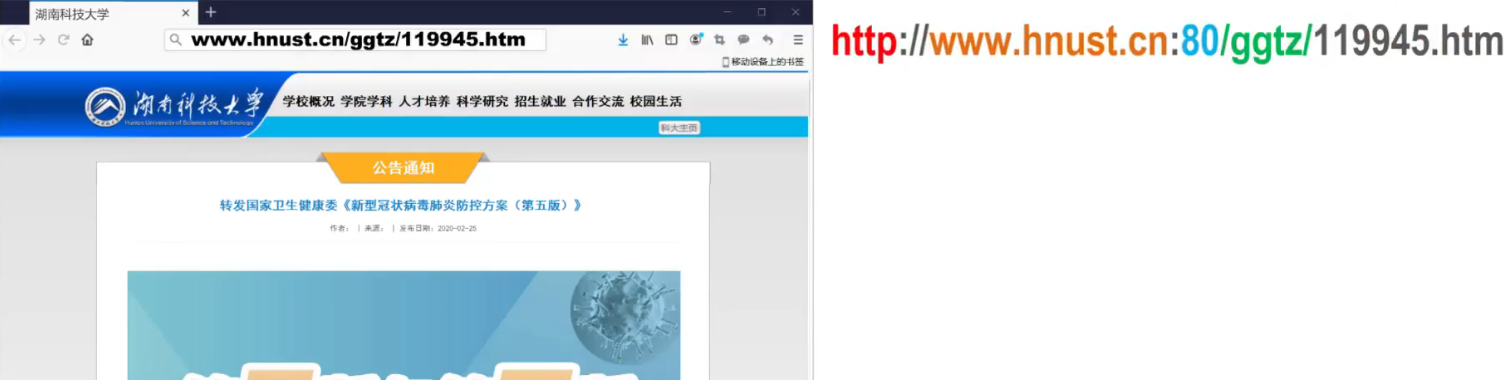 湖南科技大学
www.hnust.cn/ggtz/119945.htm
移动设备上的书签
湖南科技大学
Hunan University of Science and Technology
学校概况 学院学科 人才培养 科学研究 招生就业 合作交流 校园生活
科大主页
公告通知
转发国家卫生健康委《新型冠状病毒肺炎防控方案（第五版）》
作者： | 来源： | 发布日期：2020-02-25
http://www.hnust.cn:80/ggtz/119945.htm